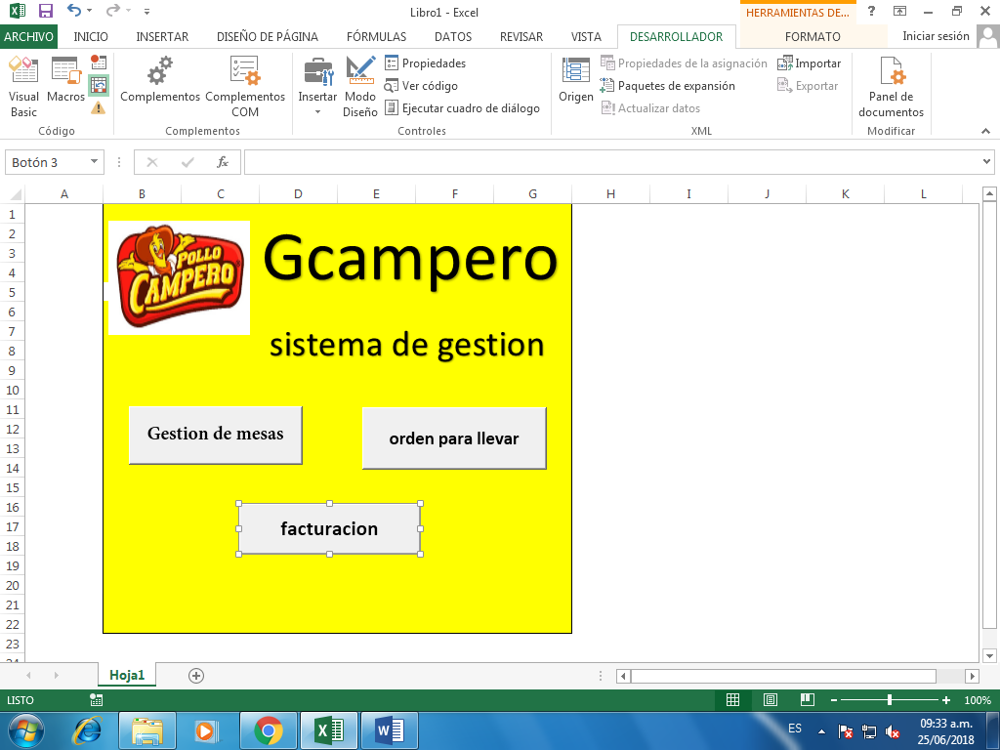 Libro1 - Excel
HERRAMIENTAS DE...
?
ARCHIVO INICIO INSERTAR DISEÑO DE PÁGINA FÓRMULAS DATOS REVISAR VISTA DESARROLLADOR FORMATO Iniciar sesión
Visual Basic
Macros
Código
Complementos
Complementos COM
Complementos
Insertar
Modo Diseño
Propiedades
Ver código
Ejecutar cuadro de diálogo
Controles
Origen
Propiedades de la asignación
Paquetes de expansión
Actualizar datos
Importar
Exportar
XML
Panel de documentos
Modificar
Botón 3
fx
A B C D E F G H I J K L
1
2
3
4
5
6
7
8
9
10
11
12
13
14
15
16
17
18
19
20
21
22
23
24
POLLO
CAMPERO
Gcampero
sistema de gestion
Gestion de mesas
orden para llevar
facturacion
Hoja1
LISTO
100%
ES
09:33 a.m.
25/06/2018